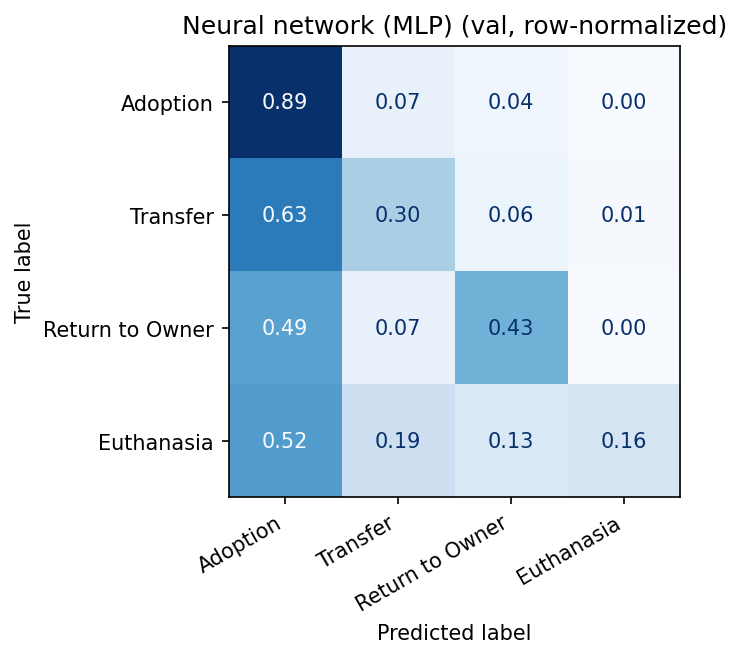 Neural network (MLP) (val, row-normalized)
True label
Adoption 0.89 0.07 0.04 0.00
Transfer 0.63 0.30 0.06 0.01
Return to Owner 0.49 0.07 0.43 0.00
Euthanasia 0.52 0.19 0.13 0.16
Adoption Transfer Return to Owner Euthanasia
Predicted label